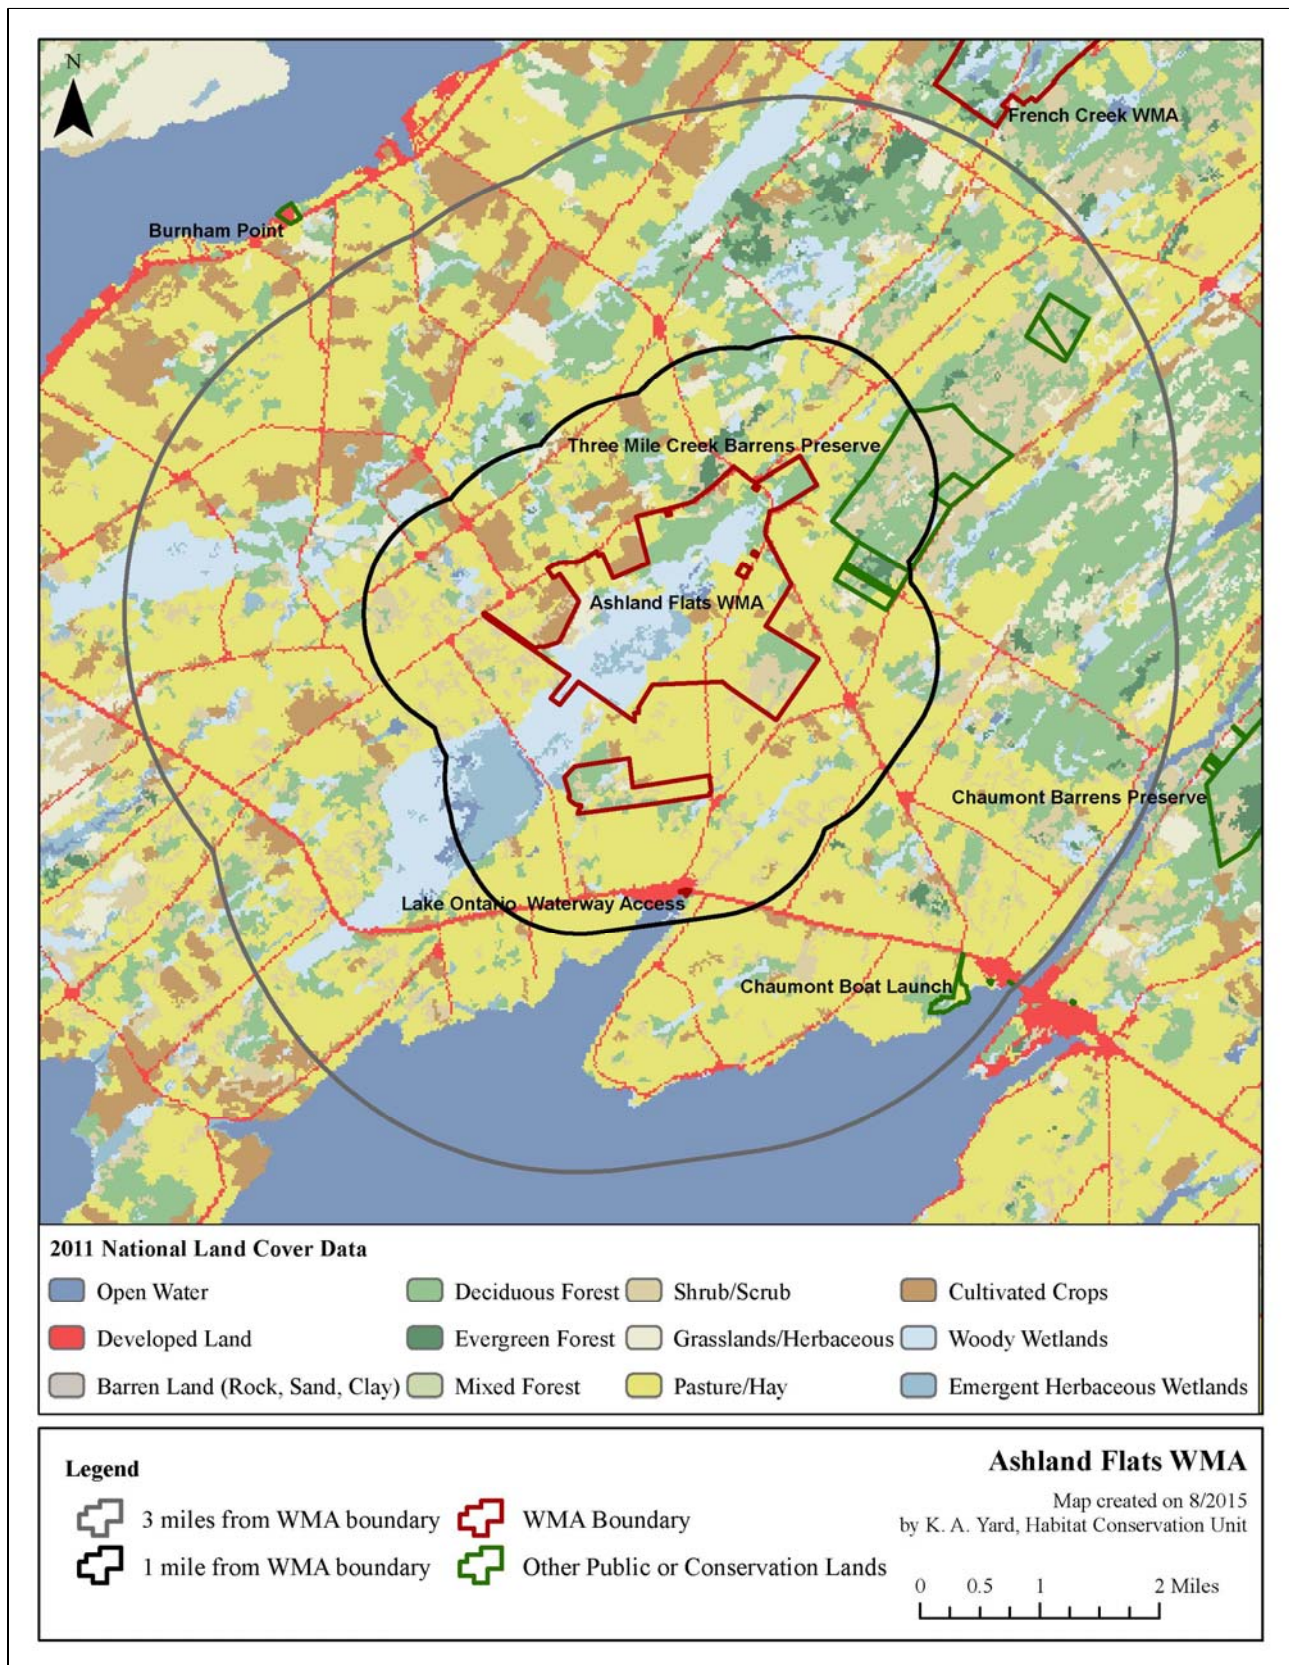 N
French Creek WMA
Burnham Point
Three Mile Creek Barrens Preserve
Ashland Flats WMA
Chaumont Barrens Preserve
Lake Ontario Waterway Access
Chaumont Boat Launch
2011 National Land Cover Data
Open Water
Deciduous Forest
Shrub/Scrub
Cultivated Crops
Developed Land
Evergreen Forest
Grasslands/Herbaceous
Woody Wetlands
Barren Land (Rock, Sand, Clay)
Mixed Forest
Pasture/Hay
Emergent Herbaceous Wetlands
Legend
3 miles from WMA boundary
WMA Boundary
1 mile from WMA boundary
Other Public or Conservation Lands
Ashland Flats WMA
Map created on 8/2015
by K. A. Yard, Habitat Conservation Unit
0 0.5 1 2 Miles